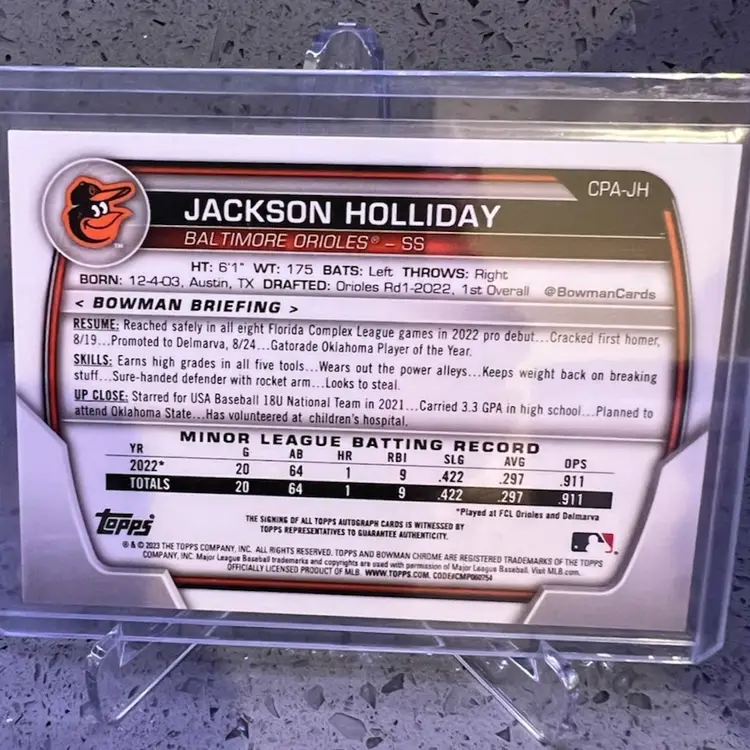 CPA-JH
JACKSON HOLLIDAY
BALTIMORE ORIOLES® – SS
HT: 6'1" WT: 175 BATS: Left THROWS: Right
BORN: 12-4-03, Austin, TX DRAFTED: Orioles Rd1-2022, 1st Overall @BowmanCards
< BOWMAN BRIEFING >
RESUME: Reached safely in all eight Florida Complex League games in 2022 pro debut...Cracked first homer,
8/19...Promoted to Delmarva, 8/24...Gatorade Oklahoma Player of the Year.
SKILLS: Earns high grades in all five tools...Wears out the power alleys...Keeps weight back on breaking
stuff...Sure-handed defender with rocket arm...Looks to steal.
UP CLOSE: Starred for USA Baseball 18U National Team in 2021...Carried 3.3 GPA in high school...Planned to
attend Oklahoma State...Has volunteered at children's hospital.
MINOR LEAGUE BATTING RECORD
YR G AB HR RBI SLG AVG OPS
2022* 20 64 1 9 .422 .297 .911
TOTALS 20 64 1 9 .422 .297 .911
*Played at FCL Orioles and Delmarva
topps
THE SIGNING OF ALL TOPPS AUTOGRAPH CARDS IS WITNESSED BY
TOPPS REPRESENTATIVES TO GUARANTEE AUTHENTICITY.
® & © 2023 THE TOPPS COMPANY, INC. ALL RIGHTS RESERVED. TOPPS AND BOWMAN CHROME ARE REGISTERED TRADEMARKS OF THE TOPPS
COMPANY, INC. Major League Baseball trademarks and copyrights are used with permission of Major League Baseball. Visit MLB.com.
OFFICIALLY LICENSED PRODUCT OF MLB. WWW.TOPPS.COM. CODE#CMP060754